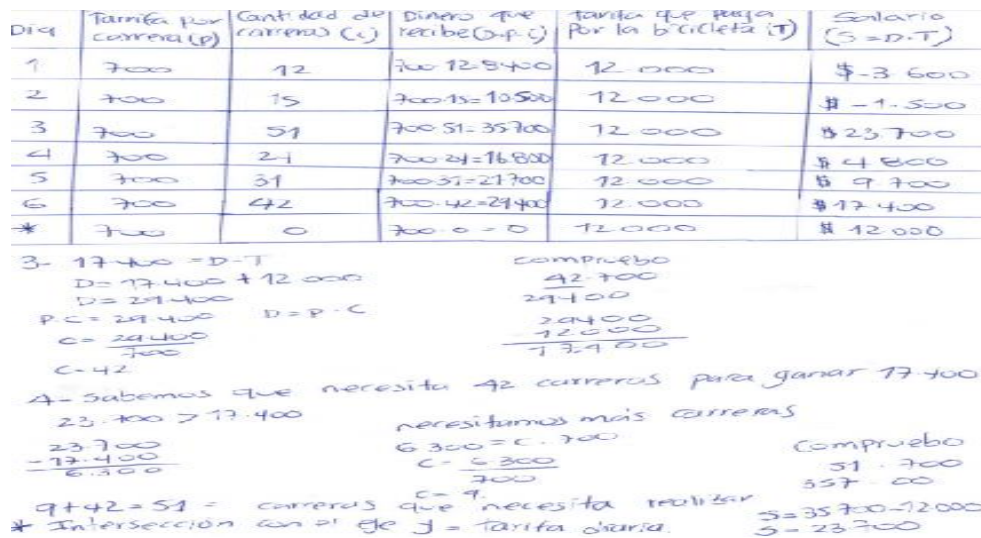 Dia | Tarrifa por carrera (p) | Cantidad de carreras (c) | Dinero que recibe (D=p.c) | tarifa que paga por la bicicleta (T) | Salario (S=D-T)
1 | 700 | 12 | 700·12=8400 | 12.000 | $-3.600
2 | 700 | 15 | 700·15=10500 | 12.000 | $-1.500
3 | 700 | 51 | 700·51=35700 | 12.000 | $23.700
4 | 700 | 24 | 700·24=16.800 | 12.000 | $4.800
5 | 700 | 31 | 700·31=21700 | 12.000 | $9.700
6 | 700 | 42 | 700·42=29400 | 12.000 | $17.400
* | 700 | 0 | 700·0=0 | 12000 | $12.000
3- 17.400 = D-T
D= 17.400 + 12.000
D= 29.400
P.C = 29.400 D=P.C
C= 29.400
700
C=42
compruebo
42.700
29400
29400
-12000
17.400
4- Sabemos que necesita 42 carreras para ganar 17.400
23.700 > 17.400
23.700
-17.400
6.300
necesitamos más carreras
6.300 = C.700
C= 6.300
700
C= 9.
Compruebo
51.700
357 00
9+42=51 = carreras que necesita realizar
S=35700-12.000
* Intersección con el eje y = Tarifa diaria.
S= 23700